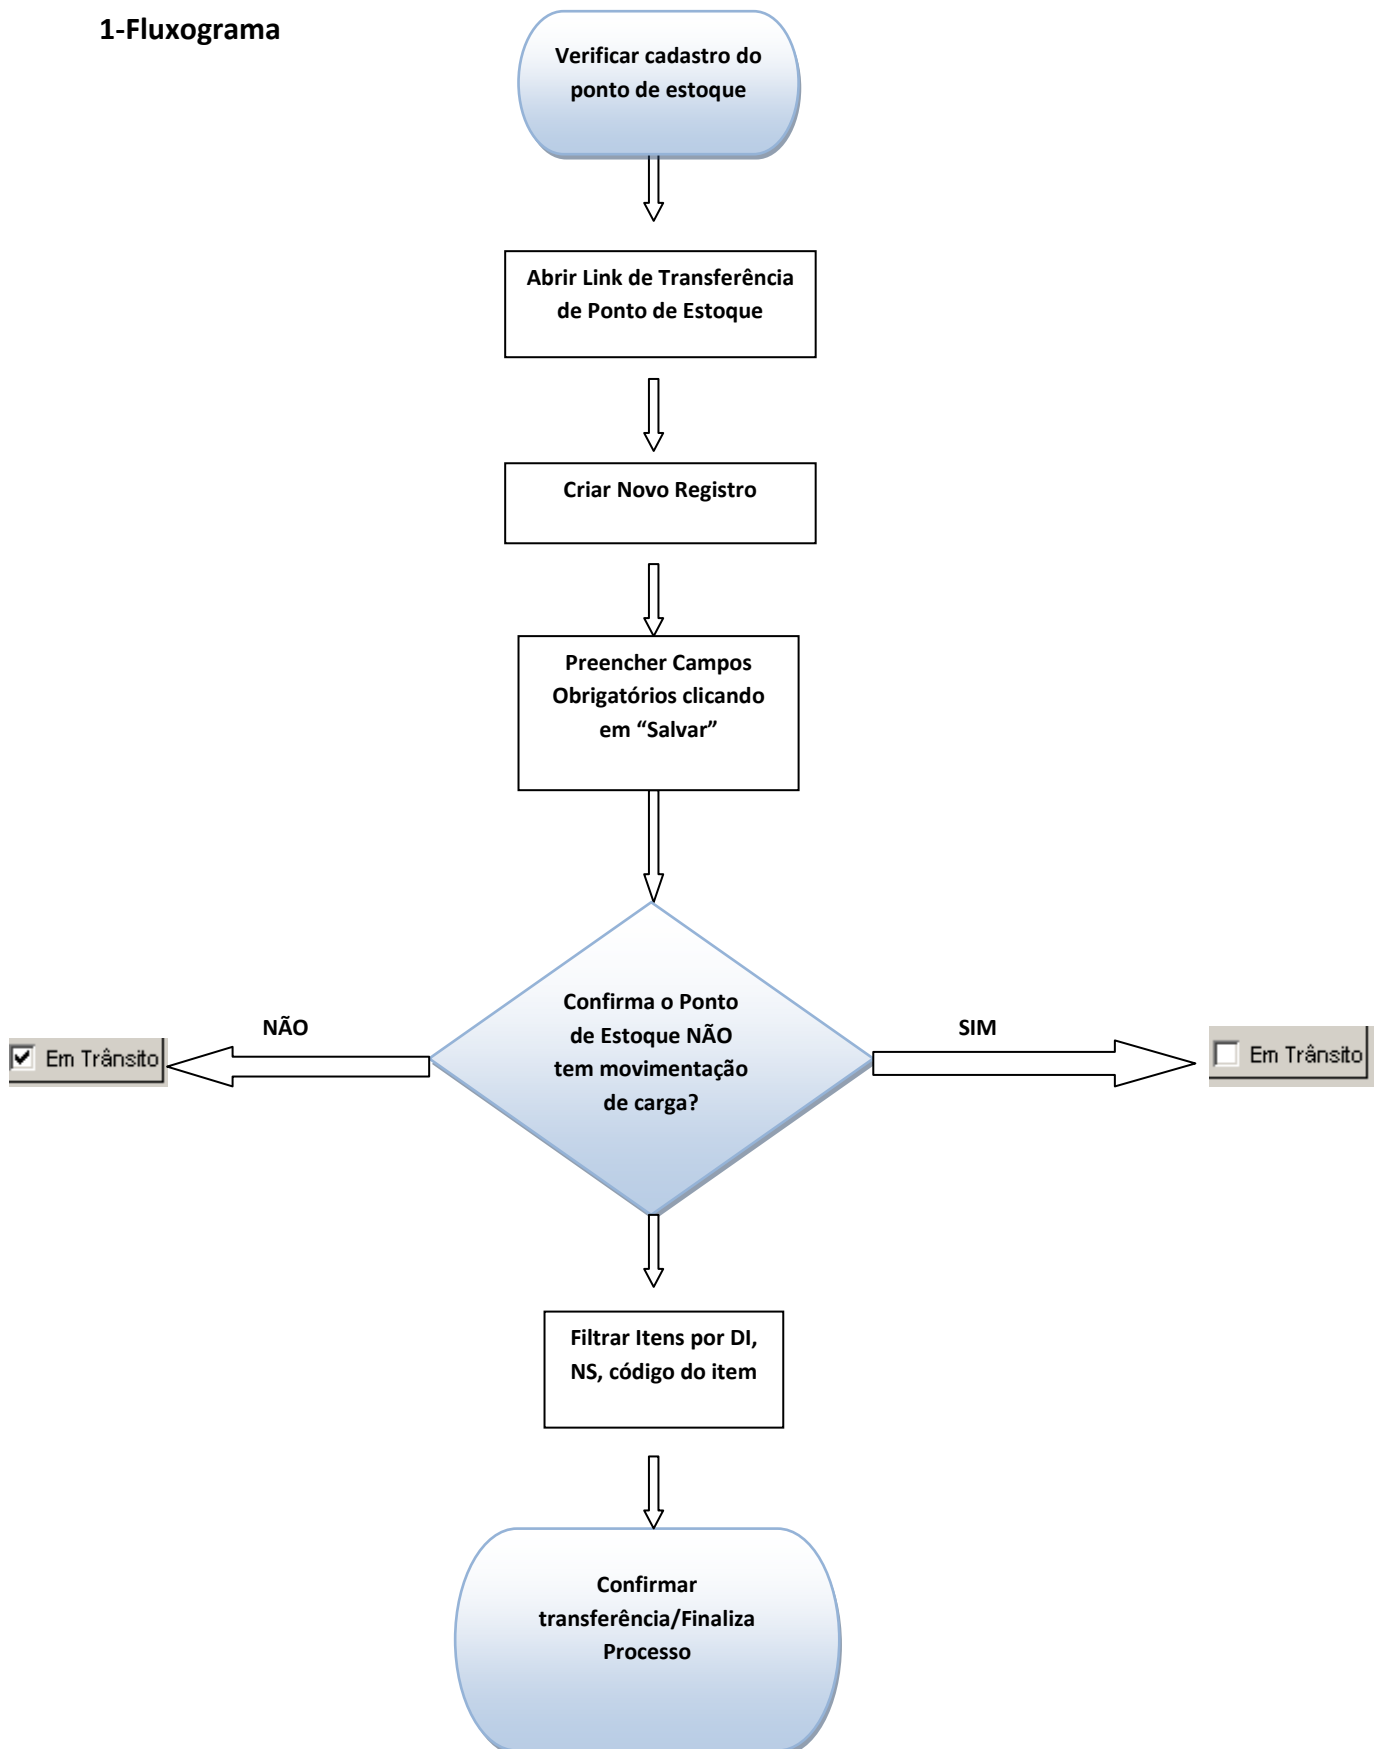 1-Fluxograma
Verificar cadastro do
ponto de estoque
Abrir Link de Transferência
de Ponto de Estoque
Criar Novo Registro
Preencher Campos
Obrigatórios clicando
em “Salvar”
Confirma o Ponto
de Estoque NÃO
tem movimentação
de carga?
NÃO
SIM
Em Trânsito
Em Trânsito
Filtrar Itens por DI,
NS, código do item
Confirmar
transferência/Finaliza
Processo